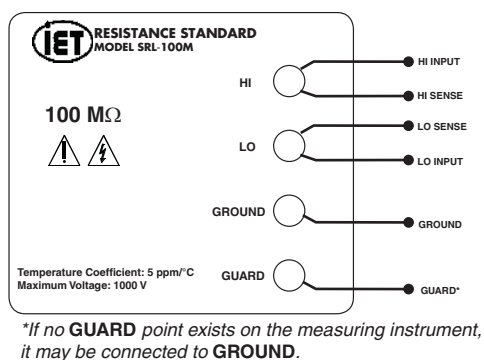 IET RESISTANCE STANDARD
MODEL SRL-100M
HI INPUT
HI
HI SENSE
100 MΩ
LO SENSE
LO
LO INPUT
GROUND
GROUND
Temperature Coefficient: 5 ppm/°C
Maximum Voltage: 1000 V
GUARD
GUARD*
*If no GUARD point exists on the measuring instrument,
it may be connected to GROUND.